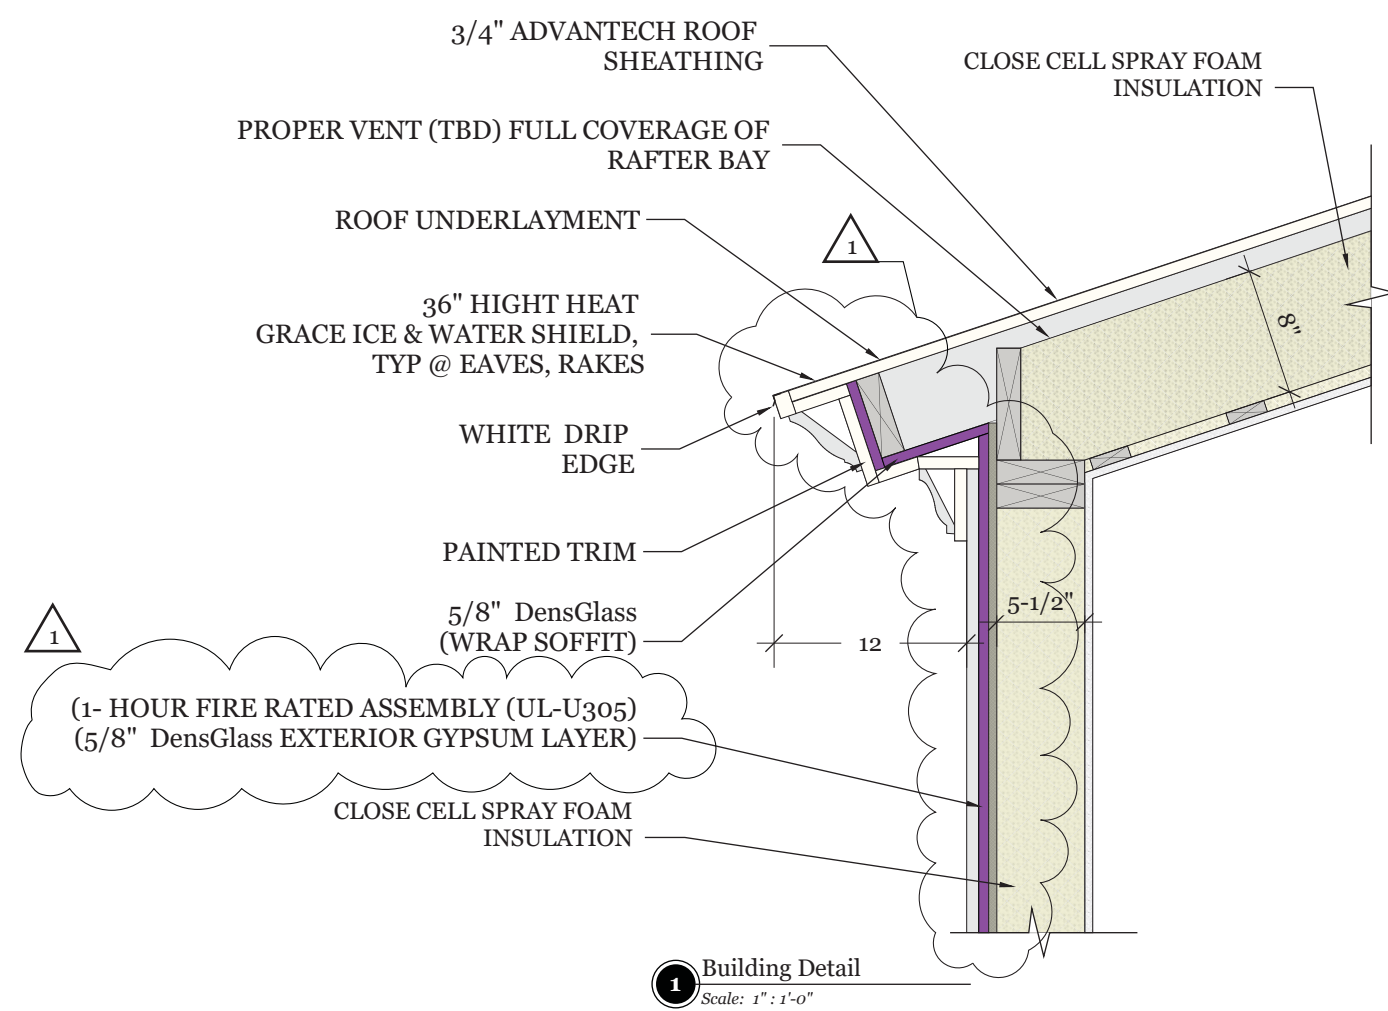 3/4" ADVANTECH ROOF
SHEATHING
CLOSE CELL SPRAY FOAM
INSULATION
PROPER VENT (TBD) FULL COVERAGE OF
RAFTER BAY
ROOF UNDERLAYMENT
1
36" HIGHT HEAT
GRACE ICE & WATER SHIELD,
TYP @ EAVES, RAKES
8"
WHITE DRIP
EDGE
PAINTED TRIM
5/8" DensGlass
(WRAP SOFFIT)
5-1/2"
12
1
(1- HOUR FIRE RATED ASSEMBLY (UL-U305)
(5/8" DensGlass EXTERIOR GYPSUM LAYER)
CLOSE CELL SPRAY FOAM
INSULATION
1
Building Detail
Scale: 1" : 1'-0"